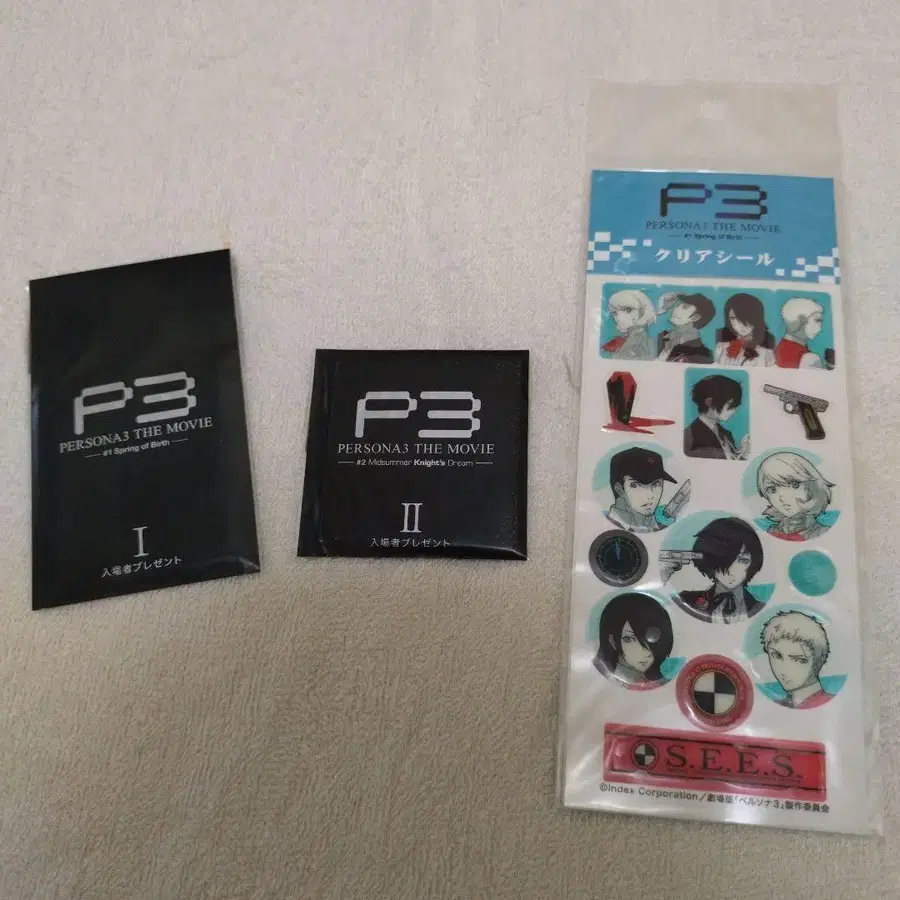 P3
PERSONA3 THE MOVIE
#1 Spring of Birth
I
入場者プレゼント
P3
PERSONA3 THE MOVIE
#2 Midsummer Knight's Dream
II
入場者プレゼント
P3
PERSONA3 THE MOVIE
#1 Spring of Birth
クリアシール
S.E.E.S.
©Index Corporation/劇場版「ペルソナ3」製作委員会